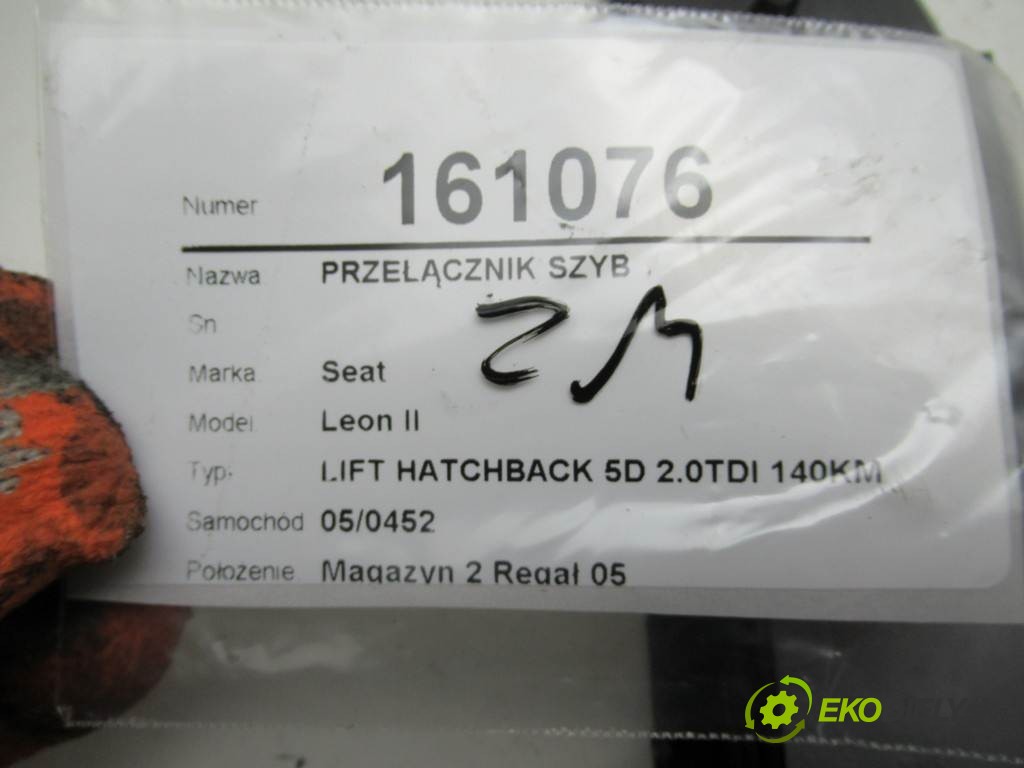 Numer 161076
Nazwa PRZEŁĄCZNIK SZYB
Sn
Marka Seat
Model Leon II
Typ: LIFT HATCHBACK 5D 2.0TDI 140KM
Samochód 05/0452
Położenie Magazyn 2 Regał 05
EKO